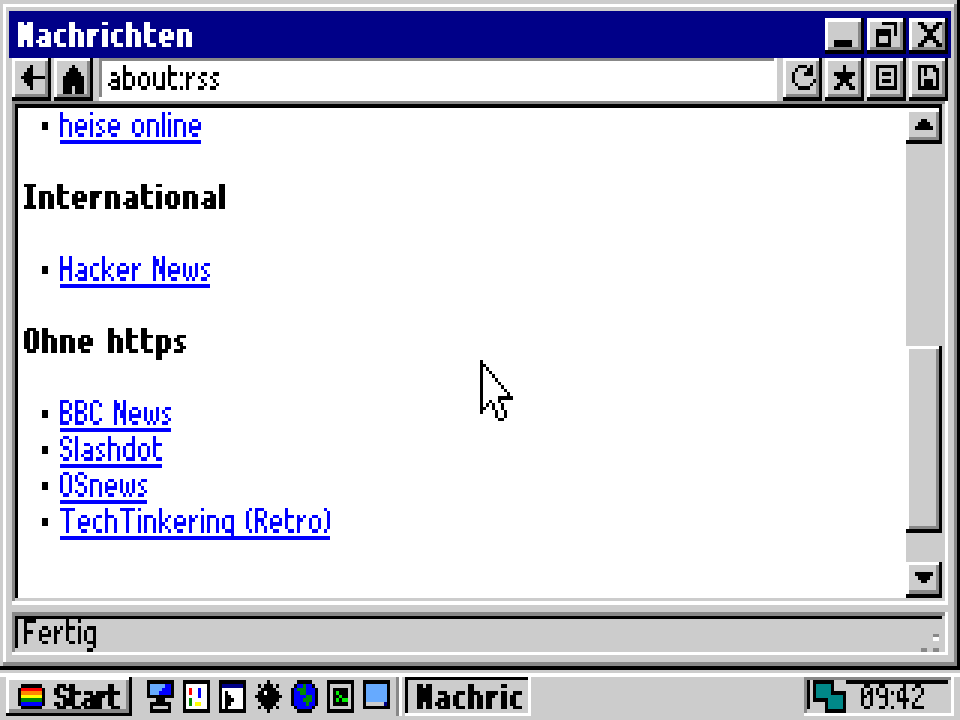 Nachrichten
about:rss
heise online
International
Hacker News
Ohne https
BBC News
Slashdot
OSnews
TechTinkering (Retro)
Fertig
Start
Nachric
09:42